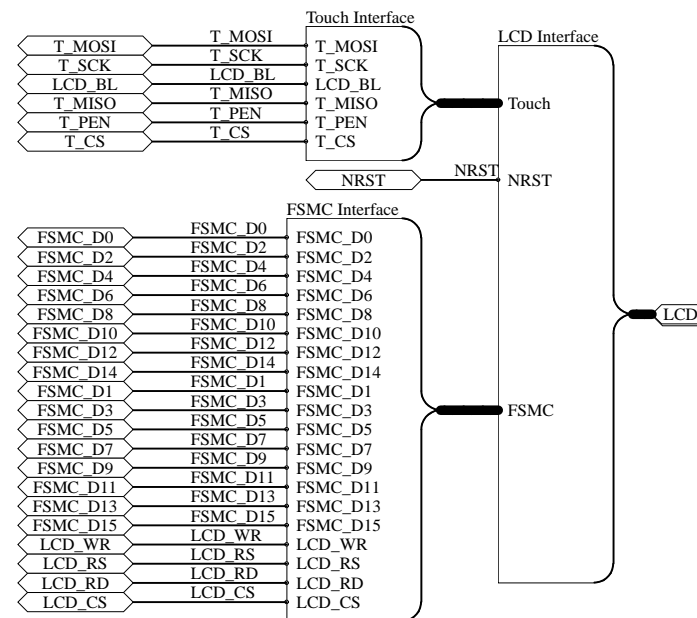 Touch Interface
LCD Interface
T_MOSI T_MOSI T_MOSI
T_SCK T_SCK T_SCK
LCD_BL LCD_BL LCD_BL
T_MISO T_MISO T_MISO Touch
T_PEN T_PEN T_PEN
T_CS T_CS T_CS
NRST NRST NRST
FSMC Interface
FSMC_D0 FSMC_D0 FSMC_D0
FSMC_D2 FSMC_D2 FSMC_D2
FSMC_D4 FSMC_D4 FSMC_D4
FSMC_D6 FSMC_D6 FSMC_D6
FSMC_D8 FSMC_D8 FSMC_D8 LCD
FSMC_D10 FSMC_D10 FSMC_D10
FSMC_D12 FSMC_D12 FSMC_D12
FSMC_D14 FSMC_D14 FSMC_D14
FSMC_D1 FSMC_D1 FSMC_D1
FSMC_D3 FSMC_D3 FSMC_D3 FSMC
FSMC_D5 FSMC_D5 FSMC_D5
FSMC_D7 FSMC_D7 FSMC_D7
FSMC_D9 FSMC_D9 FSMC_D9
FSMC_D11 FSMC_D11 FSMC_D11
FSMC_D13 FSMC_D13 FSMC_D13
FSMC_D15 FSMC_D15 FSMC_D15
LCD_WR LCD_WR LCD_WR
LCD_RS LCD_RS LCD_RS
LCD_RD LCD_RD LCD_RD
LCD_CS LCD_CS LCD_CS